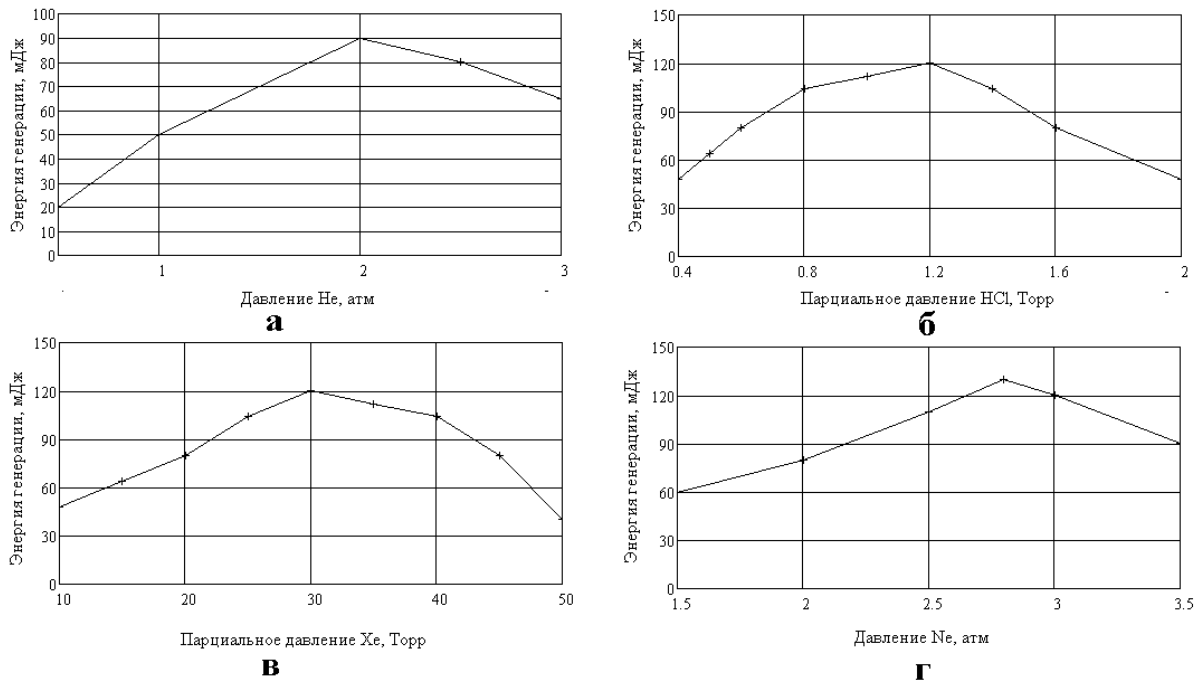 Энергия генерации, мДж
100
90
80
70
60
50
40
30
20
10
0
1 2 3
Давление He, атм
а
Энергия генерации, мДж
150
120
90
60
30
0
0.4 0.8 1.2 1.6 2
Парциальное давление HCl, Торр
б
Энергия генерации, мДж
150
120
90
60
30
0
10 20 30 40 50
Парциальное давление Xe, Торр
в
Энергия генерации, мДж
150
120
90
60
30
0
1.5 2 2.5 3 3.5
Давление Ne, атм
г